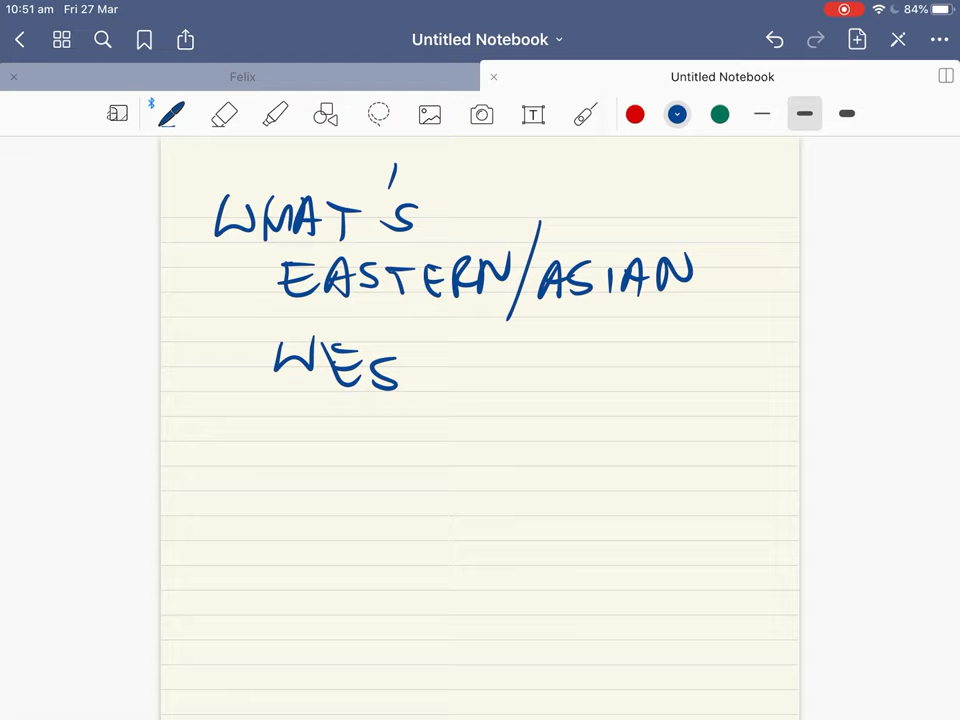 10:51 am Fri 27 Mar 84%
Untitled Notebook
Felix Untitled Notebook
WHAT'S
EASTERN/ASIAN
WES